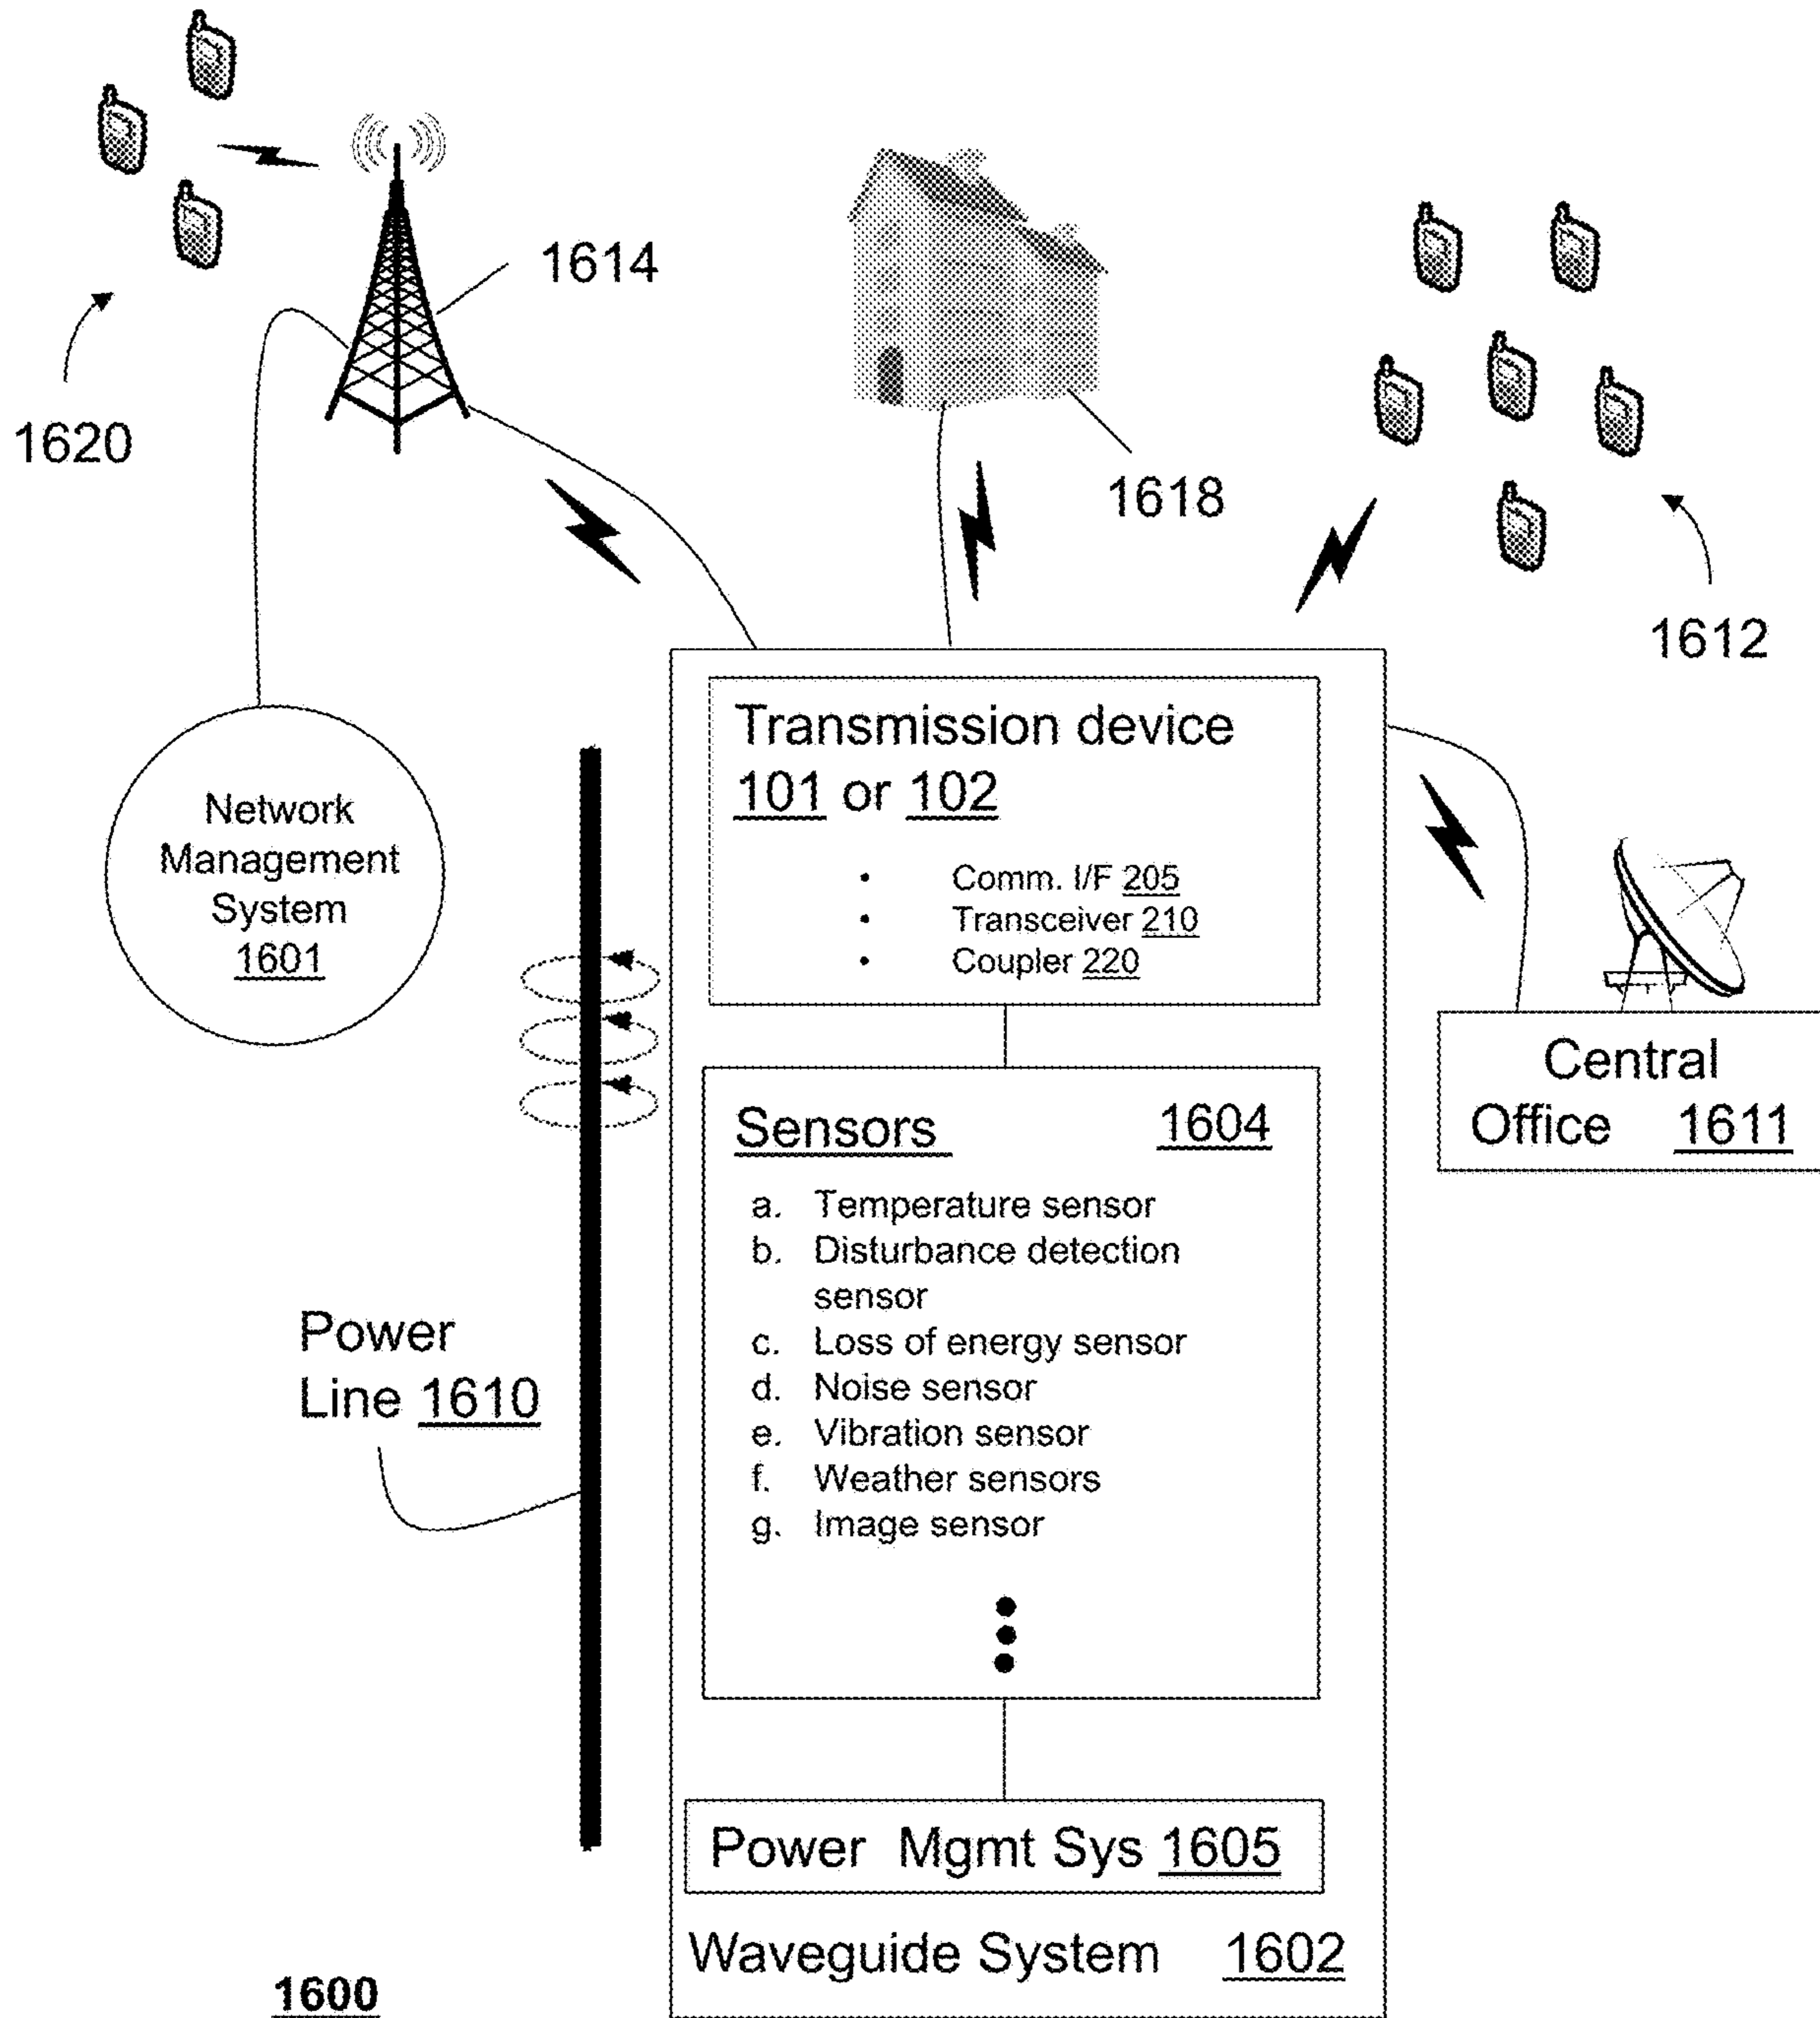 1614
1620
1618
1612
Network
Management
System
1601
Transmission device
101 or 102
• Comm. I/F 205
• Transceiver 210
• Coupler 220
Central
Office 1611
Sensors 1604
a. Temperature sensor
b. Disturbance detection
sensor
c. Loss of energy sensor
d. Noise sensor
e. Vibration sensor
f. Weather sensors
g. Image sensor
Power
Line 1610
Power Mgmt Sys 1605
Waveguide System 1602
1600